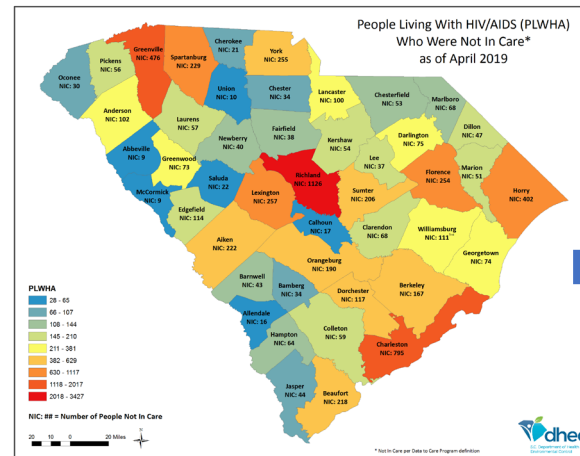 People Living With HIV/AIDS (PLWHA)
Who Were Not In Care*
as of April 2019
Cherokee
NIC: 21
Greenville
NIC: 476
Spartanburg
NIC: 229
York
NIC: 255
Pickens
NIC: 56
Oconee
NIC: 30
Union
NIC: 10
Chester
NIC: 34
Lancaster
NIC: 100
Chesterfield
NIC: 53
Marlboro
NIC: 68
Anderson
NIC: 102
Laurens
NIC: 57
Dillon
NIC: 47
Fairfield
NIC: 38
Darlington
NIC: 75
Newberry
NIC: 40
Kershaw
NIC: 54
Abbeville
NIC: 9
Greenwood
NIC: 73
Lee
NIC: 37
Marion
NIC: 51
Richland
Florence
NIC: 254
Saluda
NIC: 22
McCormick
NIC: 9
Lexington
NIC: 257
Sumter
NIC: 206
Horry
NIC: 402
Edgefield
NIC: 114
Calhoun
NIC: 17
Clarendon
NIC: 68
Williamsburg
NIC: 111
Aiken
NIC: 222
Georgetown
NIC: 74
Orangeburg
NIC: 190
Barnwell
NIC: 43
Bamberg
NIC: 34
Dorchester
NIC: 117
Berkeley
NIC: 167
Allendale
NIC: 16
Colleton
NIC: 59
Hampton
NIC: 64
Charleston
NIC: 795
Jasper
NIC: 44
Beaufort
NIC: 218
PLWHA
28 - 65
66 - 107
108 - 144
145 - 210
211 - 381
382 - 629
630 - 1117
1118 - 2017
2018 - 3427
NIC: ## = Number of People Not In Care
20 10 0 20 Miles
* Not In Care per Data to Care Program definition
dhec